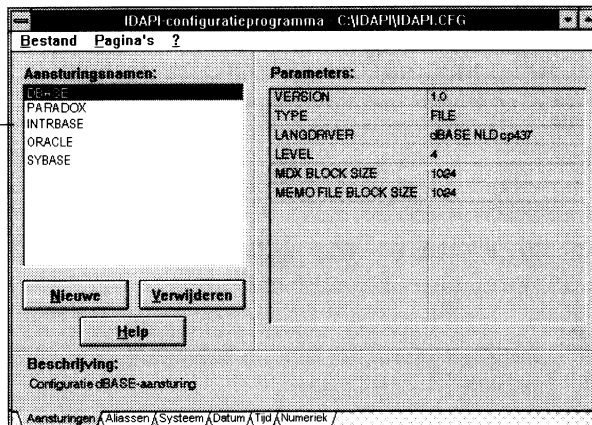 IDAPI-configuratieprogramma - C:\IDAPI\IDAPI.CFG
Bestand Pagina's ?
Aansturingsnamen:
DBASE
PARADOX
INTRBASE
ORACLE
SYBASE
Nieuwe Verwijderen
Help
Parameters:
VERSION 1.0
TYPE FILE
LANGDRIVER dBASE NLD cp437
LEVEL 4
MDX BLOCK SIZE 1024
MEMO FILE BLOCK SIZE 1024
Beschrijving:
Configuratie dBASE-aansturing
Aansturingen Aliassen Systeem Datum Tijd Numeriek